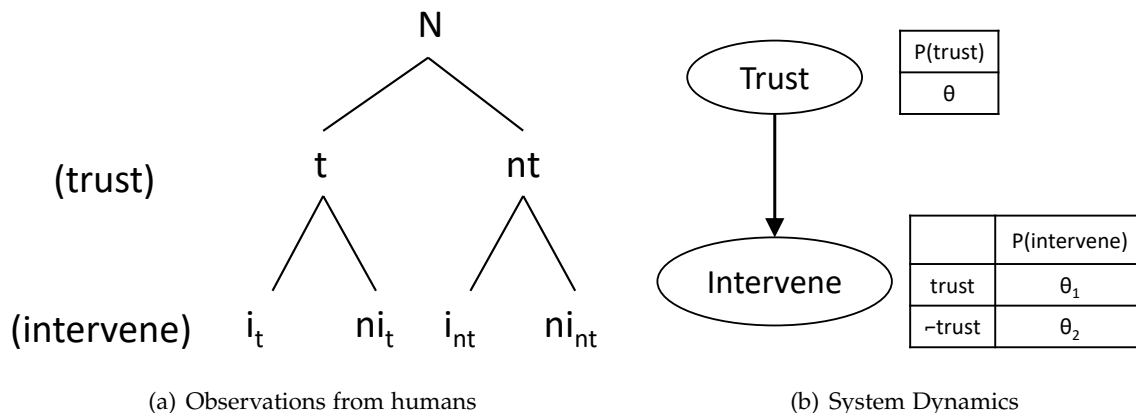 N
(trust)
t
nt
(intervene)
i_t
ni_t
i_nt
ni_nt
(a) Observations from humans
Trust
P(trust)
θ
Intervene
P(intervene)
trust
θ₁
⌐trust
θ₂
(b) System Dynamics